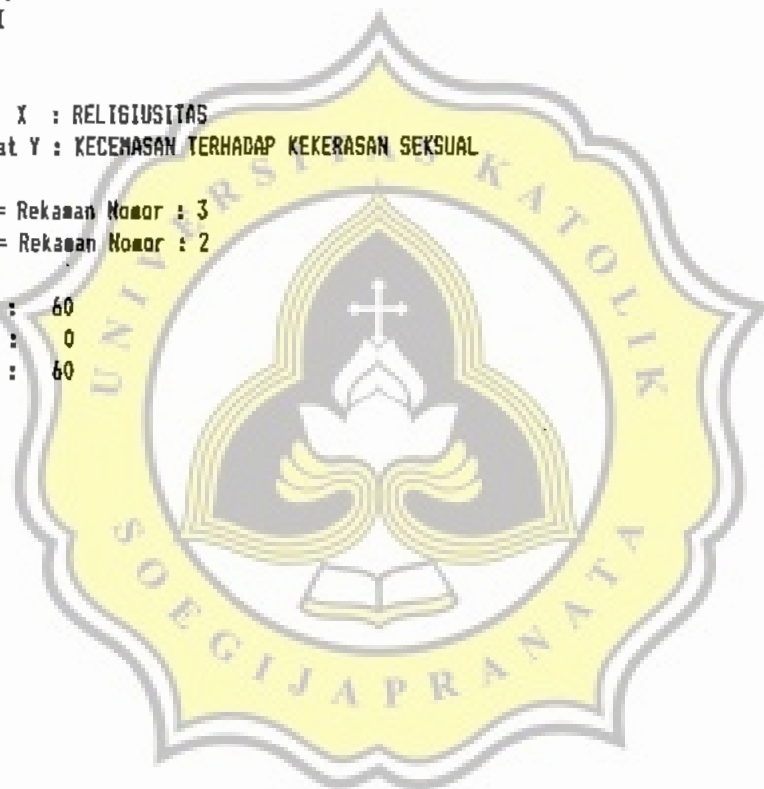 I
X : RELIGIUSITAS
at Y : KECEMASAN TERHADAP KEKERASAN SEKSUAL
= Rekaman Nomor : 3
= Rekaman Nomor : 2
: 60
: 0
: 60
UNIVERSITAS KATOLIK
SOEGIJAPRANATA